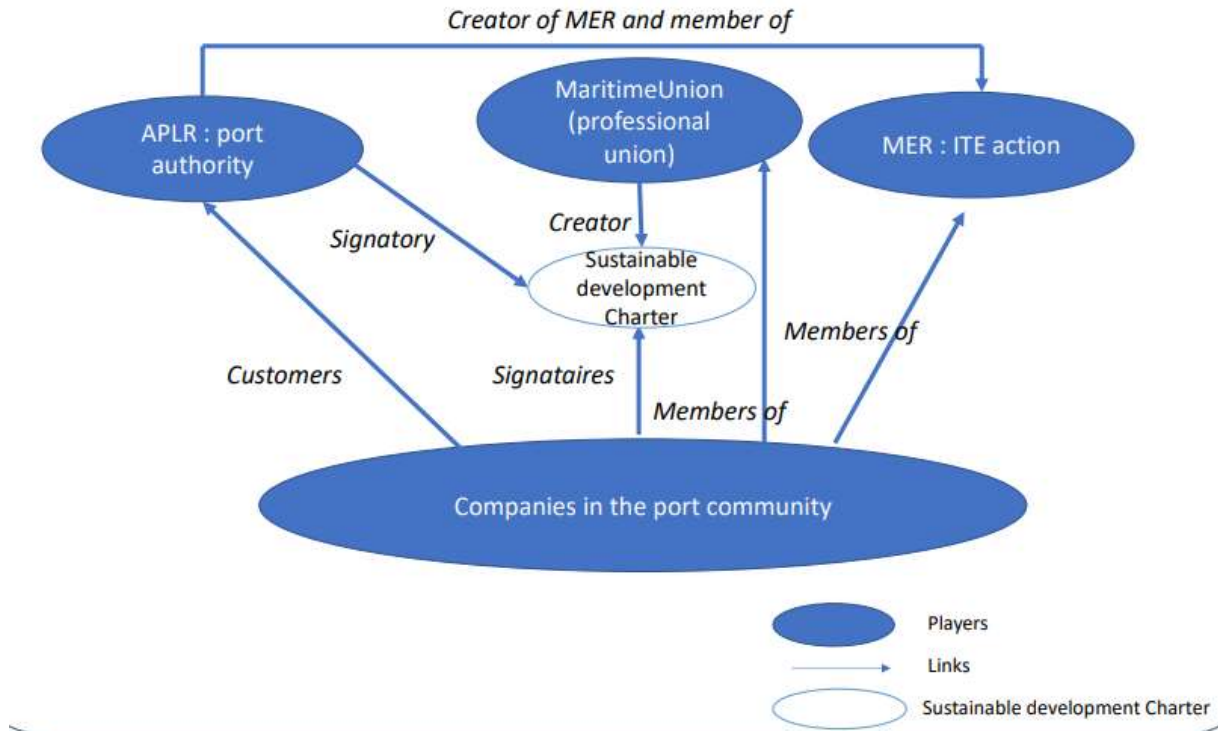 Creator of MER and member of
MaritimeUnion
(professional
union)
APLR : port
authority
MER : ITE action
Signatory
Creator
Sustainable
development
Charter
Members of
Customers
Signataires
Members of
Companies in the port community
Players
Links
Sustainable development Charter